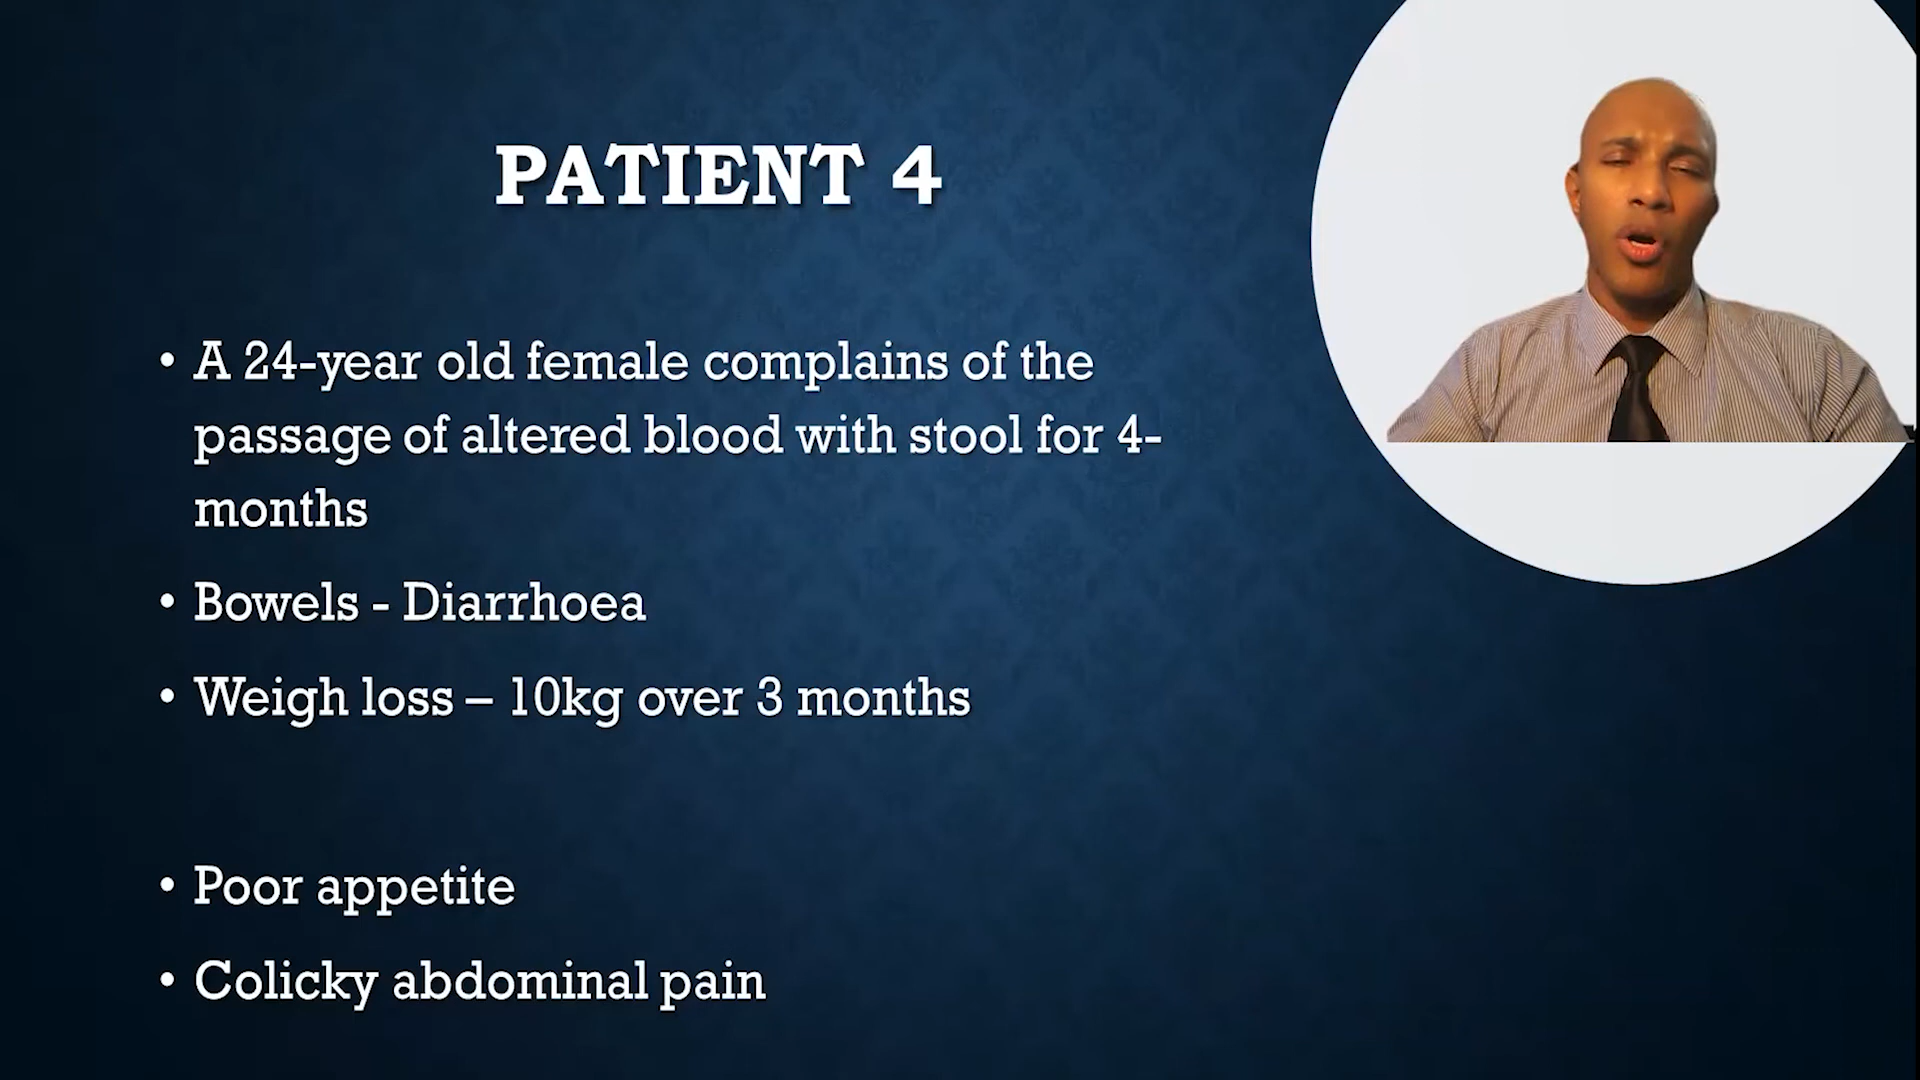 PATIENT 4
• A 24-year old female complains of the
passage of altered blood with stool for 4-
months
• Bowels - Diarrhoea
• Weigh loss – 10kg over 3 months
• Poor appetite
• Colicky abdominal pain